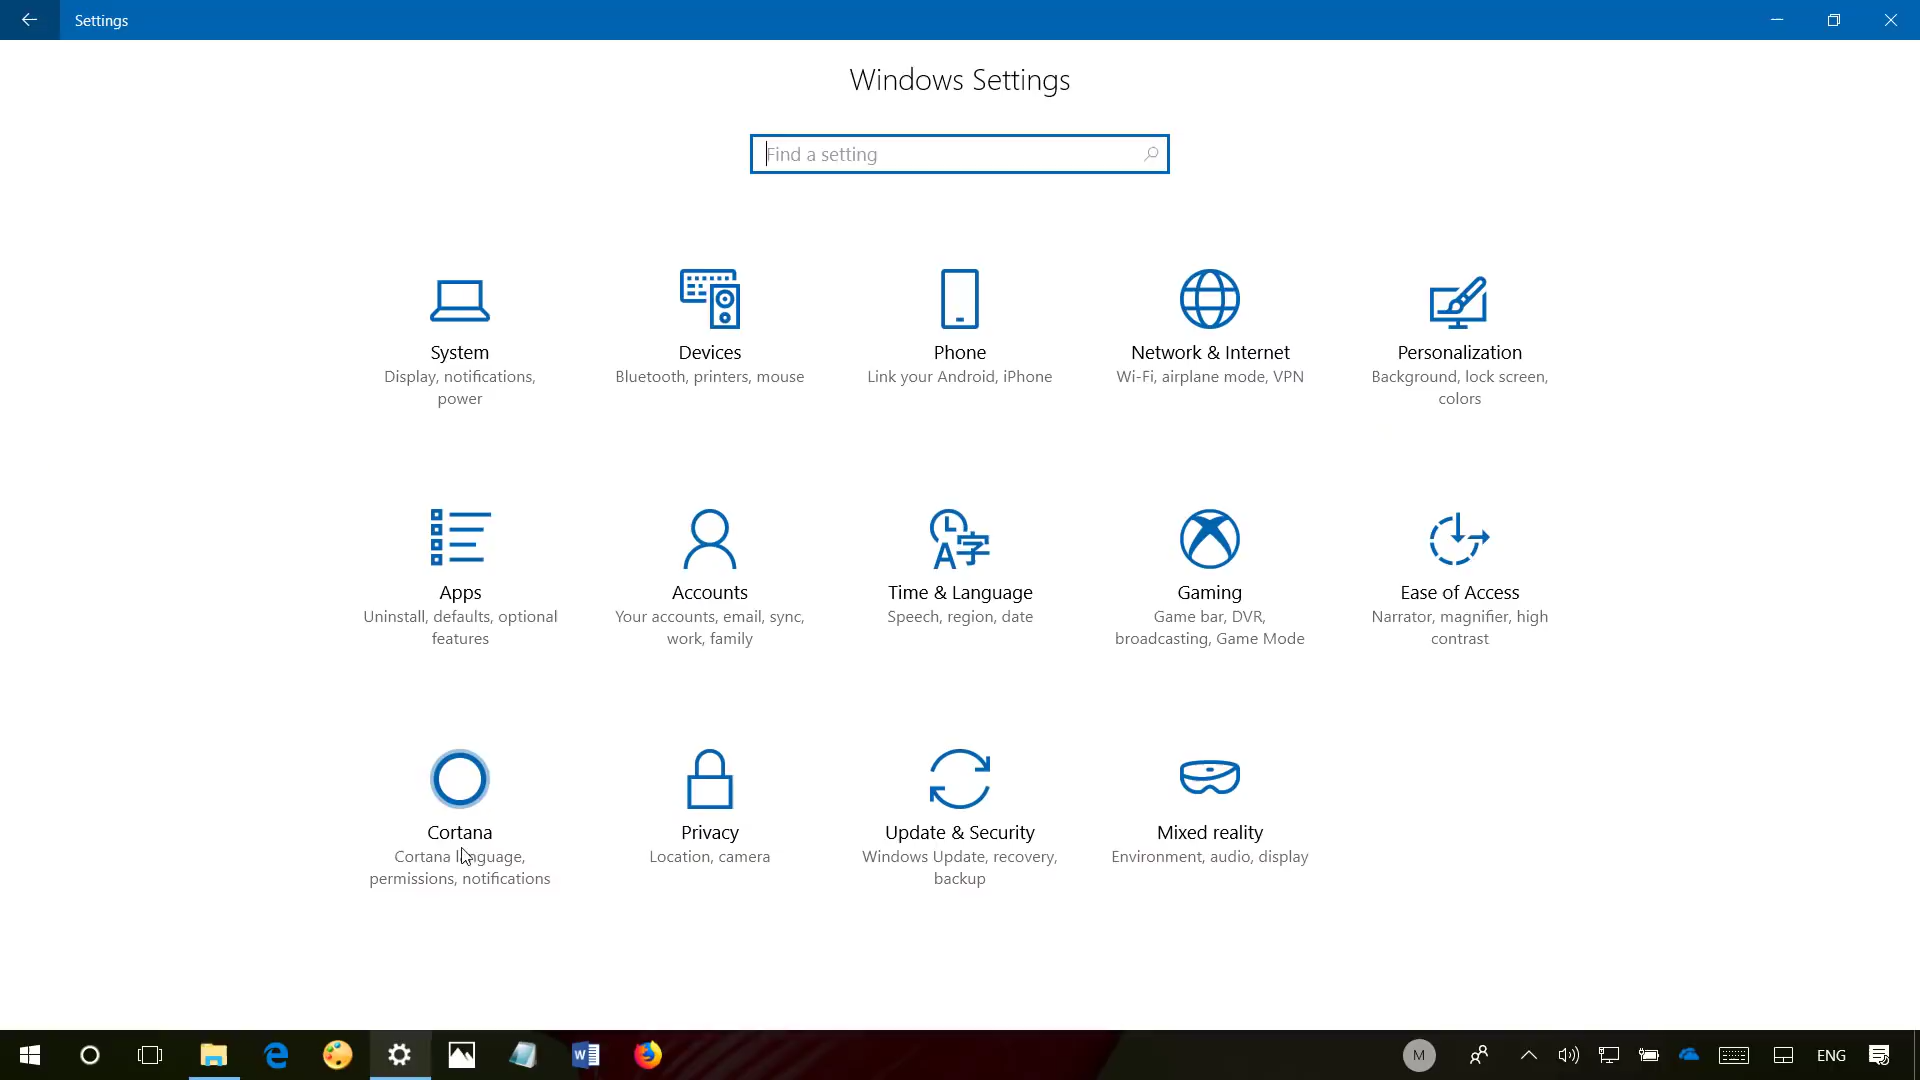 Settings
Windows Settings
Find a setting
System
Display, notifications,
power
Devices
Bluetooth, printers, mouse
Phone
Link your Android, iPhone
Network & Internet
Wi-Fi, airplane mode, VPN
Personalization
Background, lock screen,
colors
Apps
Uninstall, defaults, optional
features
Accounts
Your accounts, email, sync,
work, family
Time & Language
Speech, region, date
Gaming
Game bar, DVR,
broadcasting, Game Mode
Ease of Access
Narrator, magnifier, high
contrast
Cortana
Cortana language,
permissions, notifications
Privacy
Location, camera
Update & Security
Windows Update, recovery,
backup
Mixed reality
Environment, audio, display
M
ENG